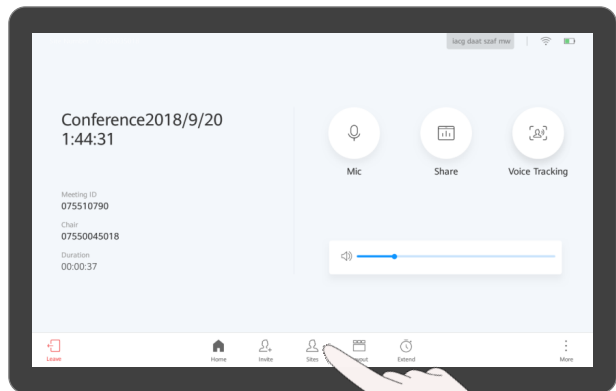 iacg daat szaf mw
Conference2018/9/20
1:44:31
Mic
Share
Voice Tracking
Meeting ID
075510790
Chair
07550045018
Duration
00:00:37
Leave
Home
Invite
Sites
Extend
More